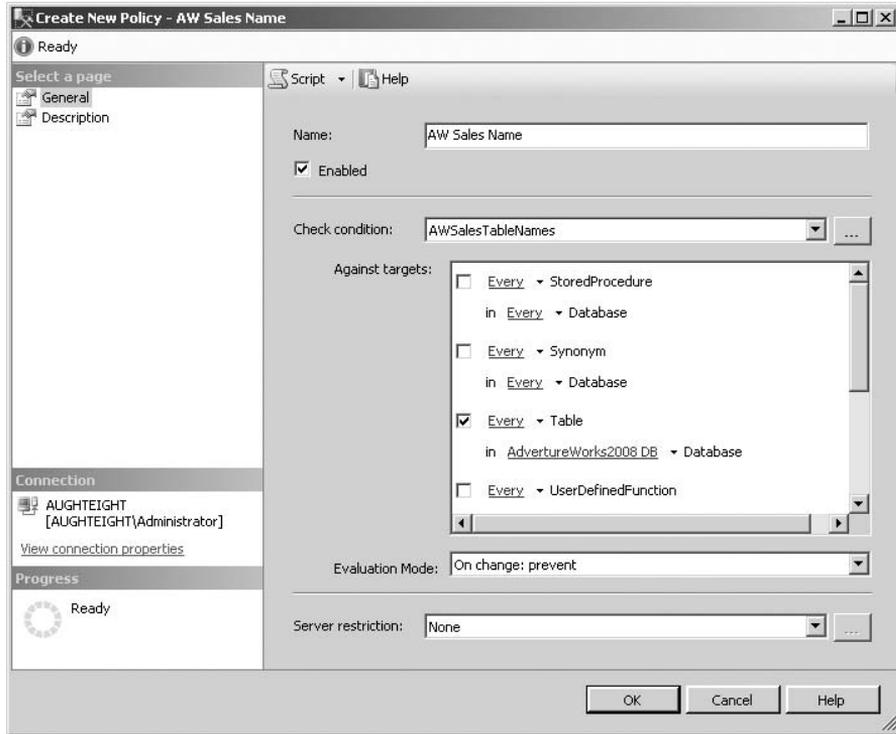 Create New Policy - AW Sales Name
Ready
Select a page
General
Description
Script Help
Name: AW Sales Name
Enabled
Check condition: AWSalesTableNames ...
Against targets:
Every StoredProcedure
in Every Database
Every Synonym
in Every Database
Every Table
in AdvertureWorks2008 DB Database
Every UserDefinedFunction
Evaluation Mode: On change: prevent
Server restriction: None ...
Connection
AUGHTEIGHT
[AUGHTEIGHT\Administrator]
View connection properties
Progress
Ready
OK Cancel Help